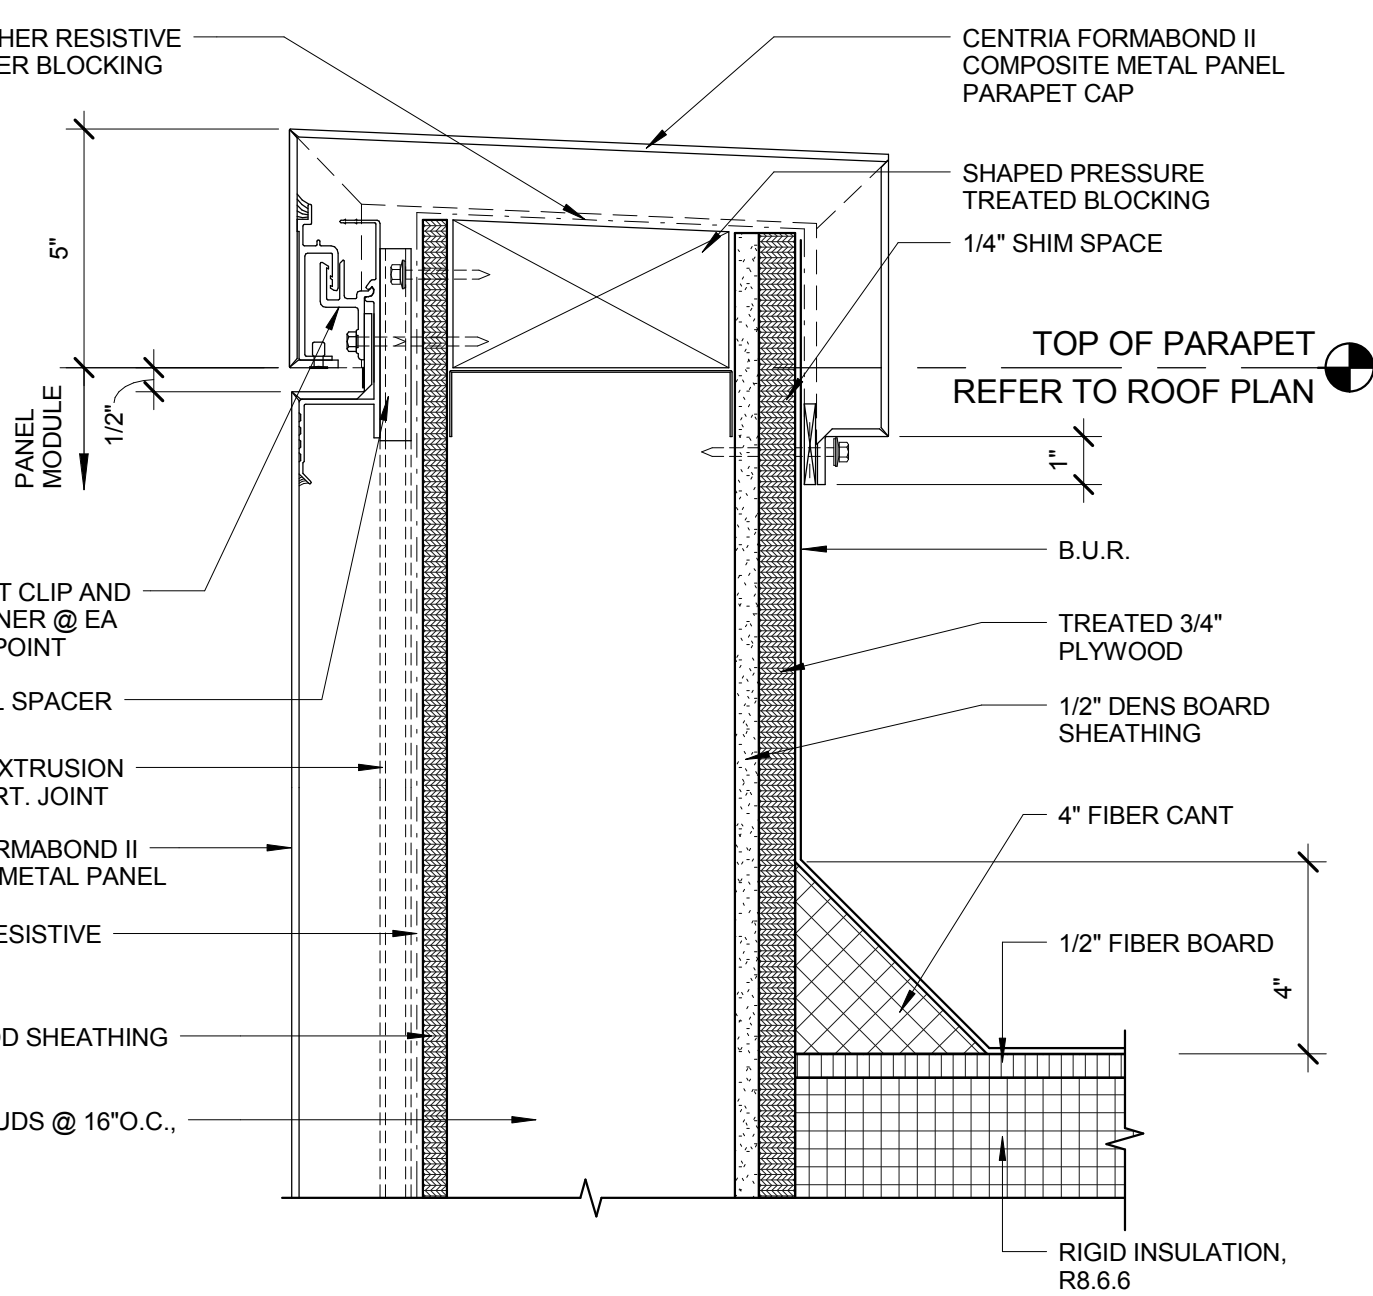 HER RESISTIVE
ER BLOCKING
CENTRIA FORMABOND II
COMPOSITE METAL PANEL
PARAPET CAP
SHAPED PRESSURE
TREATED BLOCKING
1/4" SHIM SPACE
5"
TOP OF PARAPET
REFER TO ROOF PLAN
PANEL
MODULE
1/2"
1"
B.U.R.
T CLIP AND
NER @ EA
POINT
TREATED 3/4"
PLYWOOD
L SPACER
1/2" DENS BOARD
SHEATHING
XTRUSION
RT. JOINT
4" FIBER CANT
RMABOND II
METAL PANEL
ESISTIVE
1/2" FIBER BOARD
4"
OD SHEATHING
UDS @ 16"O.C.,
RIGID INSULATION,
R8.6.6